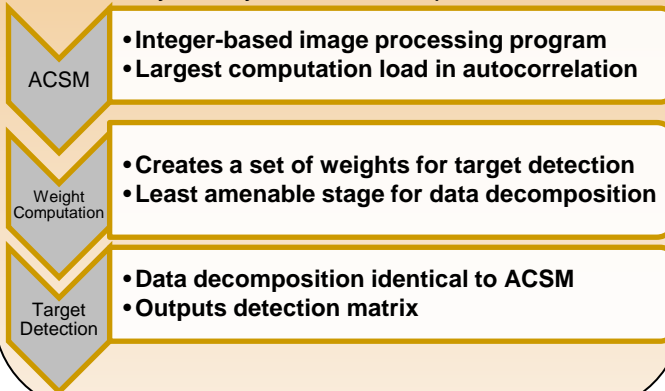 ACSM
•Integer-based image processing program
•Largest computation load in autocorrelation
Weight
Computation
•Creates a set of weights for target detection
•Least amenable stage for data decomposition
Target
Detection
•Data decomposition identical to ACSM
•Outputs detection matrix